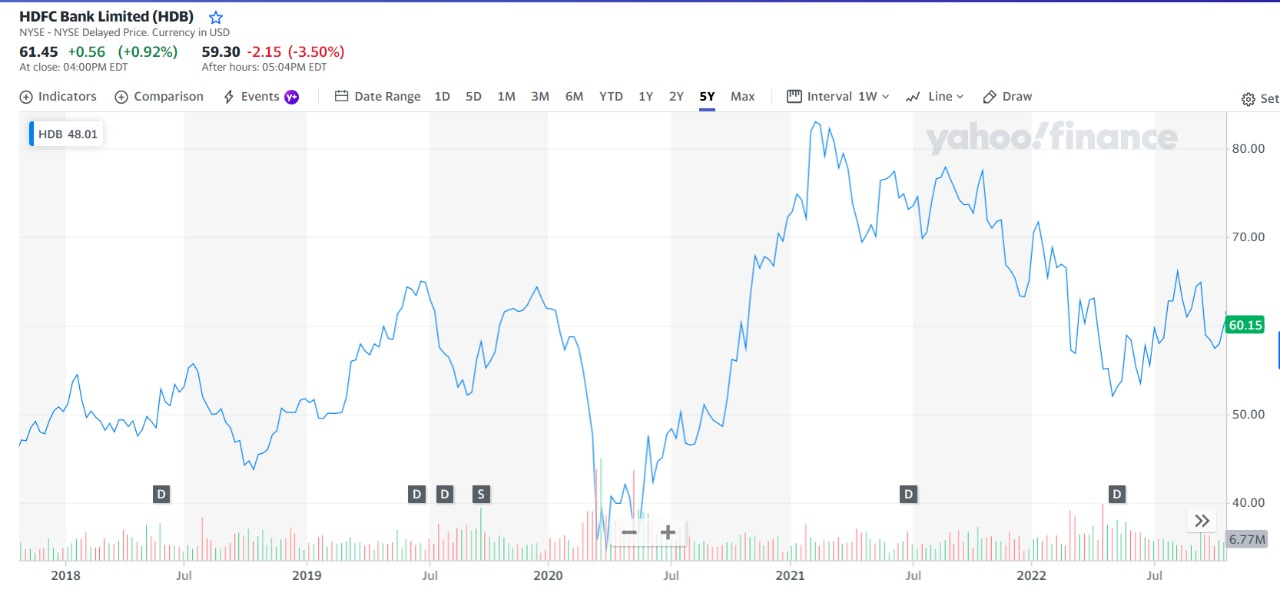 HDFC Bank Limited (HDB)
NYSE - NYSE Delayed Price. Currency in USD
61.45 +0.56 (+0.92%) 59.30 -2.15 (-3.50%)
At close: 04:00PM EDT After hours: 05:04PM EDT
Indicators Comparison Events y+ Date Range 1D 5D 1M 3M 6M YTD 1Y 2Y 5Y Max Interval 1W Line Draw Set
HDB 48.01
yahoo!finance
80.00
70.00
60.15
50.00
D D D S D D
40.00
6.77M
2018 Jul 2019 Jul 2020 Jul 2021 Jul 2022 Jul